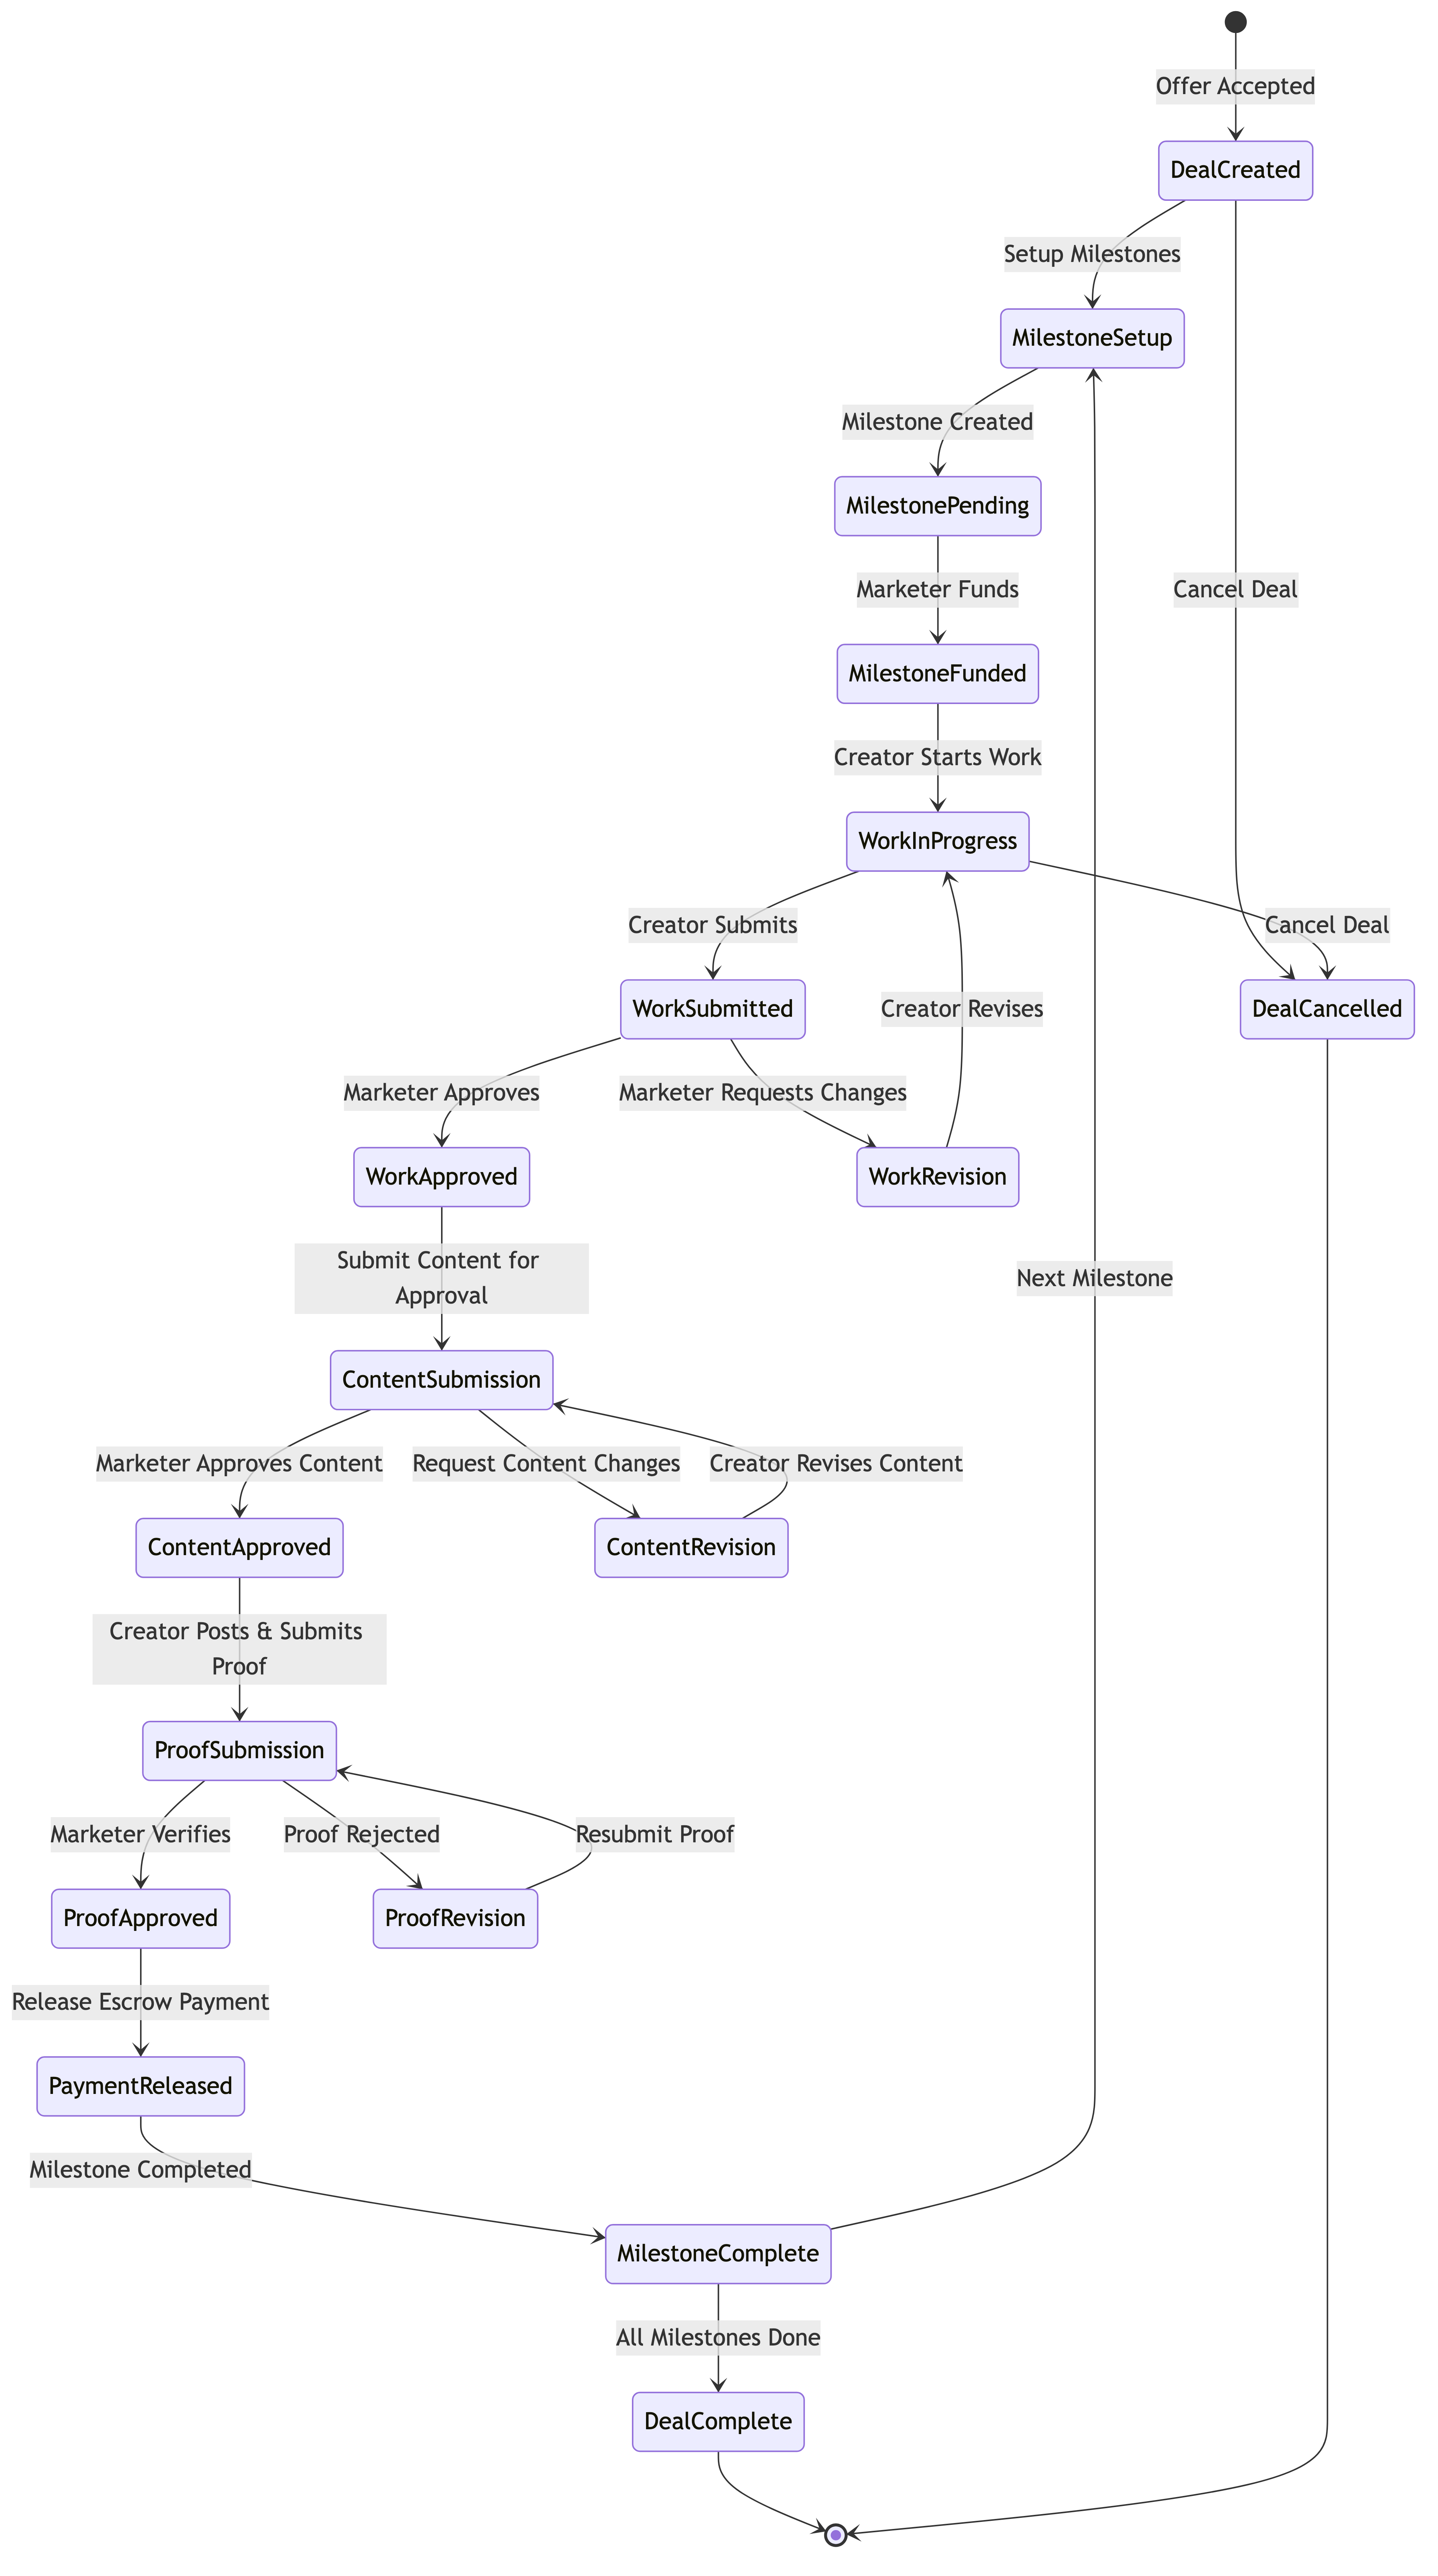 Offer Accepted
DealCreated
Setup Milestones
MilestoneSetup
Milestone Created
MilestonePending
Marketer Funds
Cancel Deal
MilestoneFunded
Creator Starts Work
WorkInProgress
Creator Submits
Cancel Deal
WorkSubmitted
Creator Revises
DealCancelled
Marketer Approves
Marketer Requests Changes
WorkApproved
WorkRevision
Submit Content for
Approval
Next Milestone
ContentSubmission
Marketer Approves Content
Request Content Changes
Creator Revises Content
ContentApproved
ContentRevision
Creator Posts & Submits
Proof
ProofSubmission
Marketer Verifies
Proof Rejected
Resubmit Proof
ProofApproved
ProofRevision
Release Escrow Payment
PaymentReleased
Milestone Completed
MilestoneComplete
All Milestones Done
DealComplete